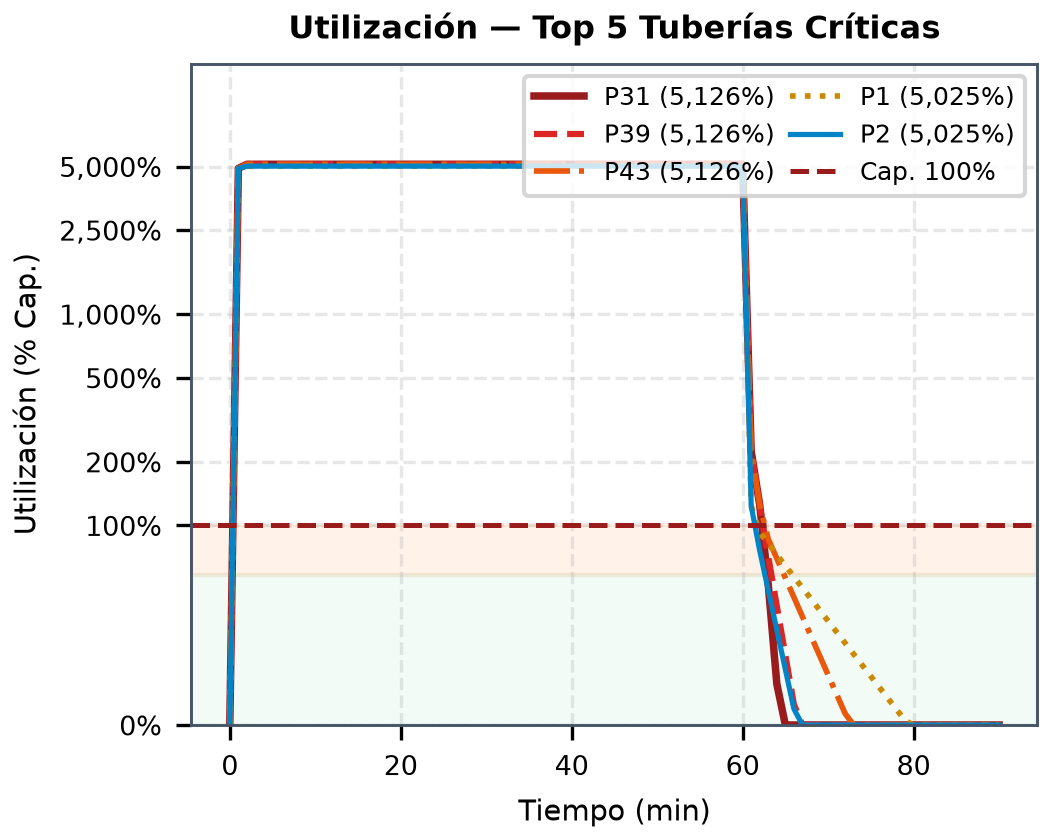 Utilización — Top 5 Tuberías Críticas
P31 (5,126%)
P39 (5,126%)
P43 (5,126%)
P1 (5,025%)
P2 (5,025%)
Cap. 100%
Utilización (% Cap.)
5,000%
2,500%
1,000%
500%
200%
100%
0%
0 20 40 60 80
Tiempo (min)